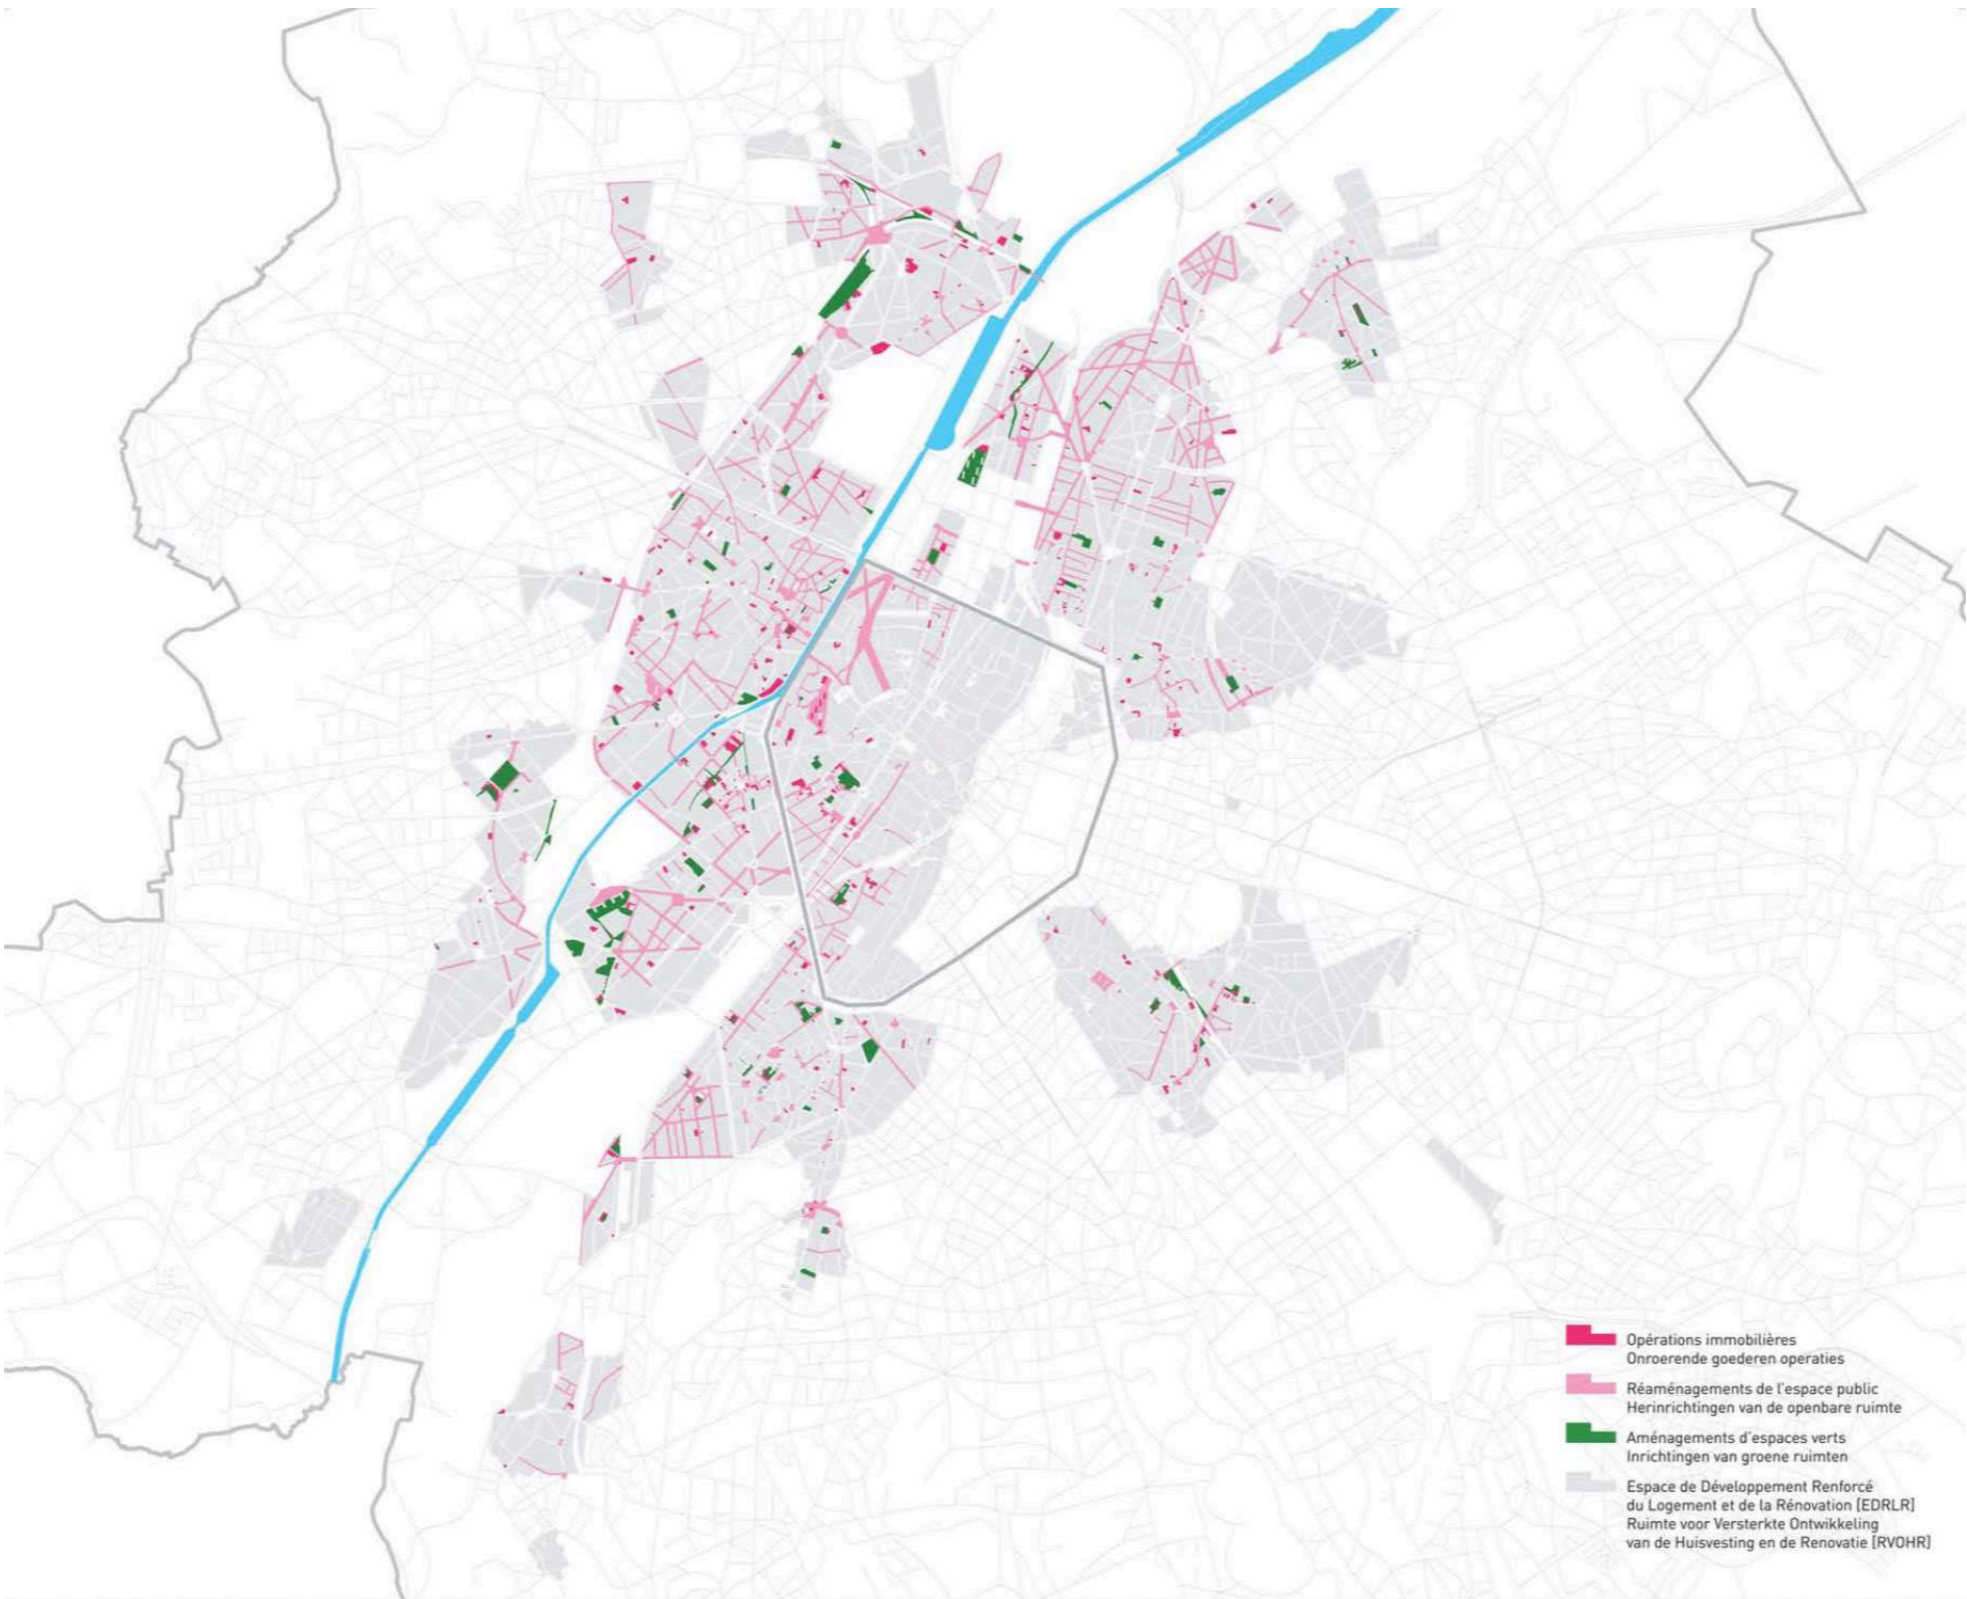 Opérations immobilières
Onroerende goederen operaties
Réaménagements de l'espace public
Herinrichtingen van de openbare ruimte
Aménagements d'espaces verts
Inrichtingen van groene ruimten
Espace de Développement Renforcé
du Logement et de la Rénovation [EDRLR]
Ruimte voor Versterkte Ontwikkeling
van de Huisvesting en de Renovatie [RVOHR]